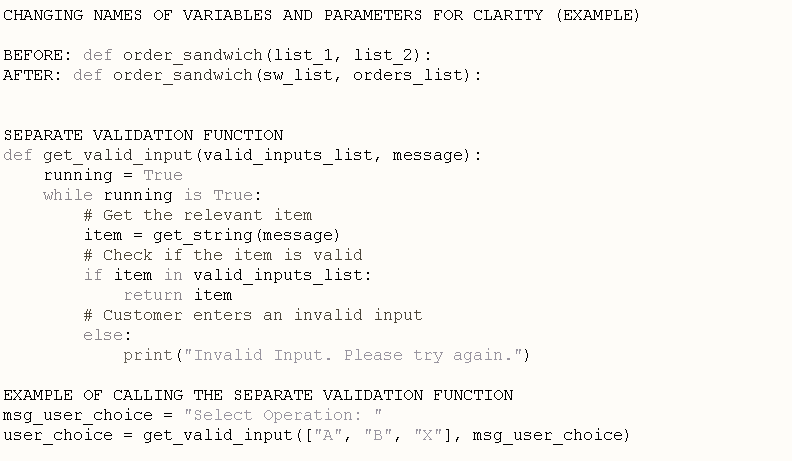 CHANGING NAMES OF VARIABLES AND PARAMETERS FOR CLARITY (EXAMPLE)
BEFORE: def order_sandwich(list_1, list_2):
AFTER: def order_sandwich(sw_list, orders_list):
SEPARATE VALIDATION FUNCTION
def get_valid_input(valid_inputs_list, message):
    running = True
    while running is True:
        # Get the relevant item
        item = get_string(message)
        # Check if the item is valid
        if item in valid_inputs_list:
            return item
        # Customer enters an invalid input
        else:
            print("Invalid Input. Please try again.")
EXAMPLE OF CALLING THE SEPARATE VALIDATION FUNCTION
msg_user_choice = "Select Operation: "
user_choice = get_valid_input(["A", "B", "X"], msg_user_choice)